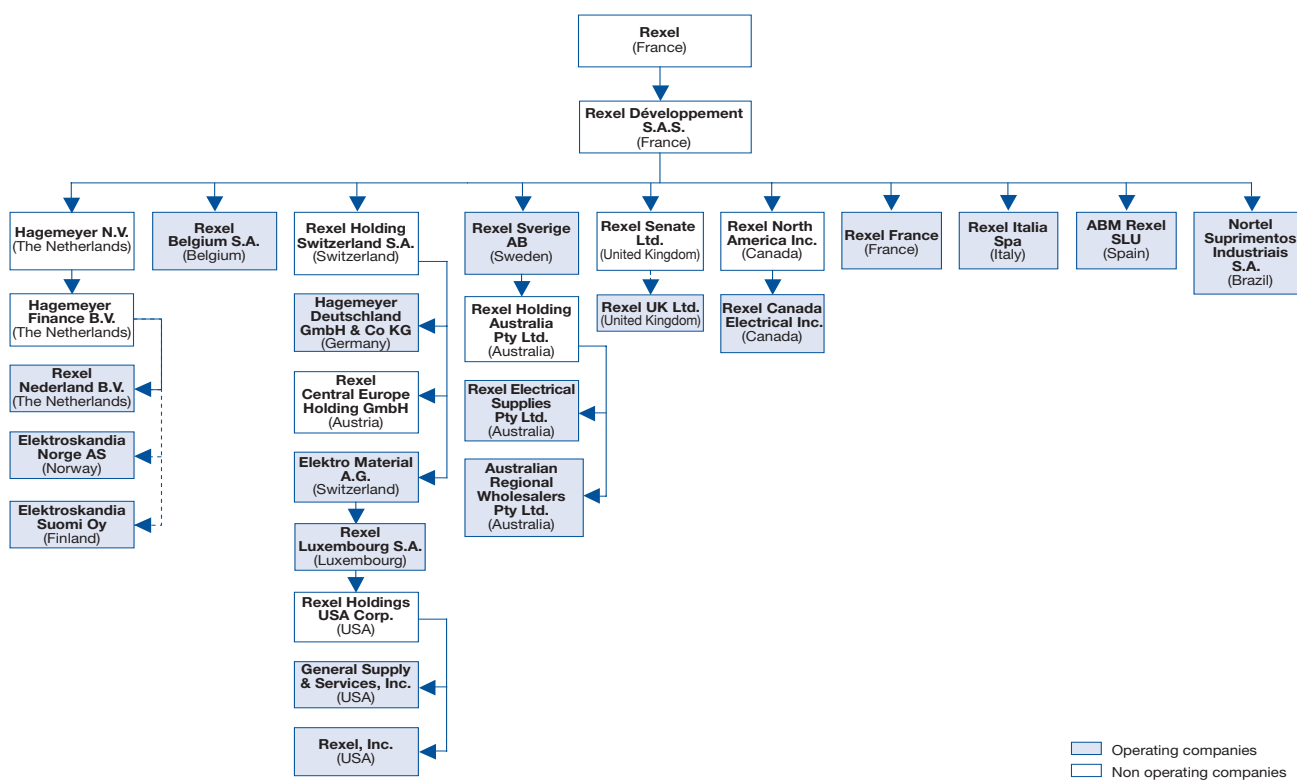 Rexel
(France)
Rexel Développement
S.A.S.
(France)
Hagemeyer N.V.
(The Netherlands)
Rexel
Belgium S.A.
(Belgium)
Rexel Holding
Switzerland S.A.
(Switzerland)
Rexel Sverige
AB
(Sweden)
Rexel Senate
Ltd.
(United Kingdom)
Rexel North
America Inc.
(Canada)
Rexel France
(France)
Rexel Italia
Spa
(Italy)
ABM Rexel
SLU
(Spain)
Nortel
Suprimentos
Industriais
S.A.
(Brazil)
Hagemeyer
Finance B.V.
(The Netherlands)
Rexel
Nederland B.V.
(The Netherlands)
Elektroskandia
Norge AS
(Norway)
Elektroskandia
Suomi Oy
(Finland)
Hagemeyer
Deutschland
GmbH & Co KG
(Germany)
Rexel
Central Europe
Holding GmbH
(Austria)
Elektro Material
A.G.
(Switzerland)
Rexel
Luxembourg S.A.
(Luxembourg)
Rexel Holdings
USA Corp.
(USA)
General Supply
& Services, Inc.
(USA)
Rexel, Inc.
(USA)
Rexel Holding
Australia
Pty Ltd.
(Australia)
Rexel Electrical
Supplies
Pty Ltd.
(Australia)
Australian
Regional
Wholesalers
Pty Ltd.
(Australia)
Rexel UK Ltd.
(United Kingdom)
Rexel Canada
Electrical Inc.
(Canada)
Operating companies
Non operating companies